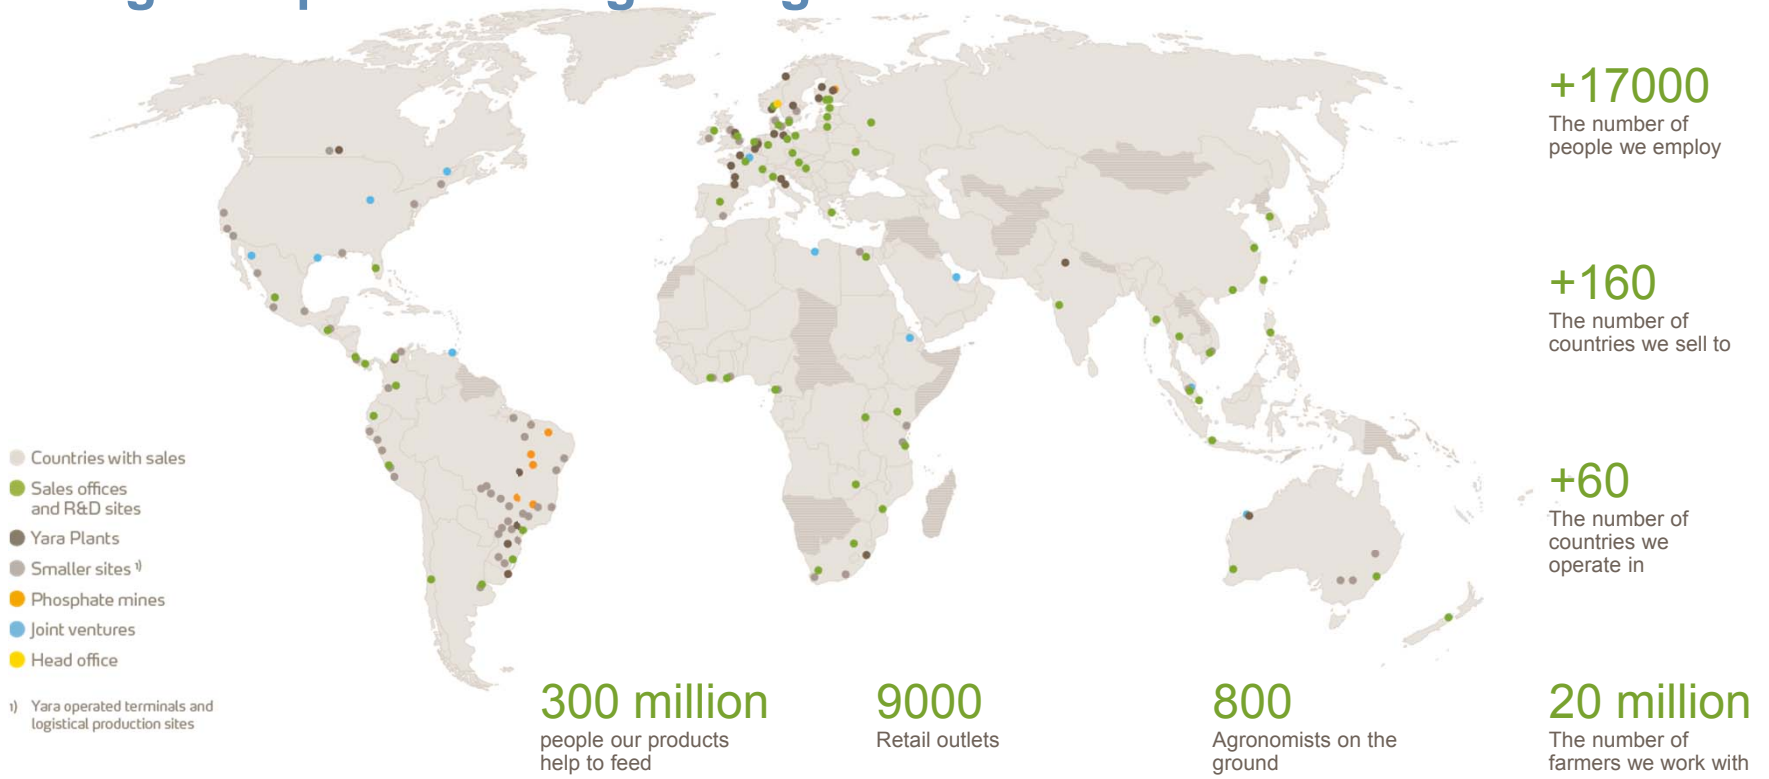 +17000
The number of
people we employ
+160
The number of
countries we sell to
+60
The number of
countries we
operate in
Countries with sales
Sales offices
and R&D sites
Yara Plants
Smaller sites ¹⁾
Phosphate mines
Joint ventures
Head office
¹⁾ Yara operated terminals and
logistical production sites
300 million
people our products
help to feed
9000
Retail outlets
800
Agronomists on the
ground
20 million
The number of
farmers we work with